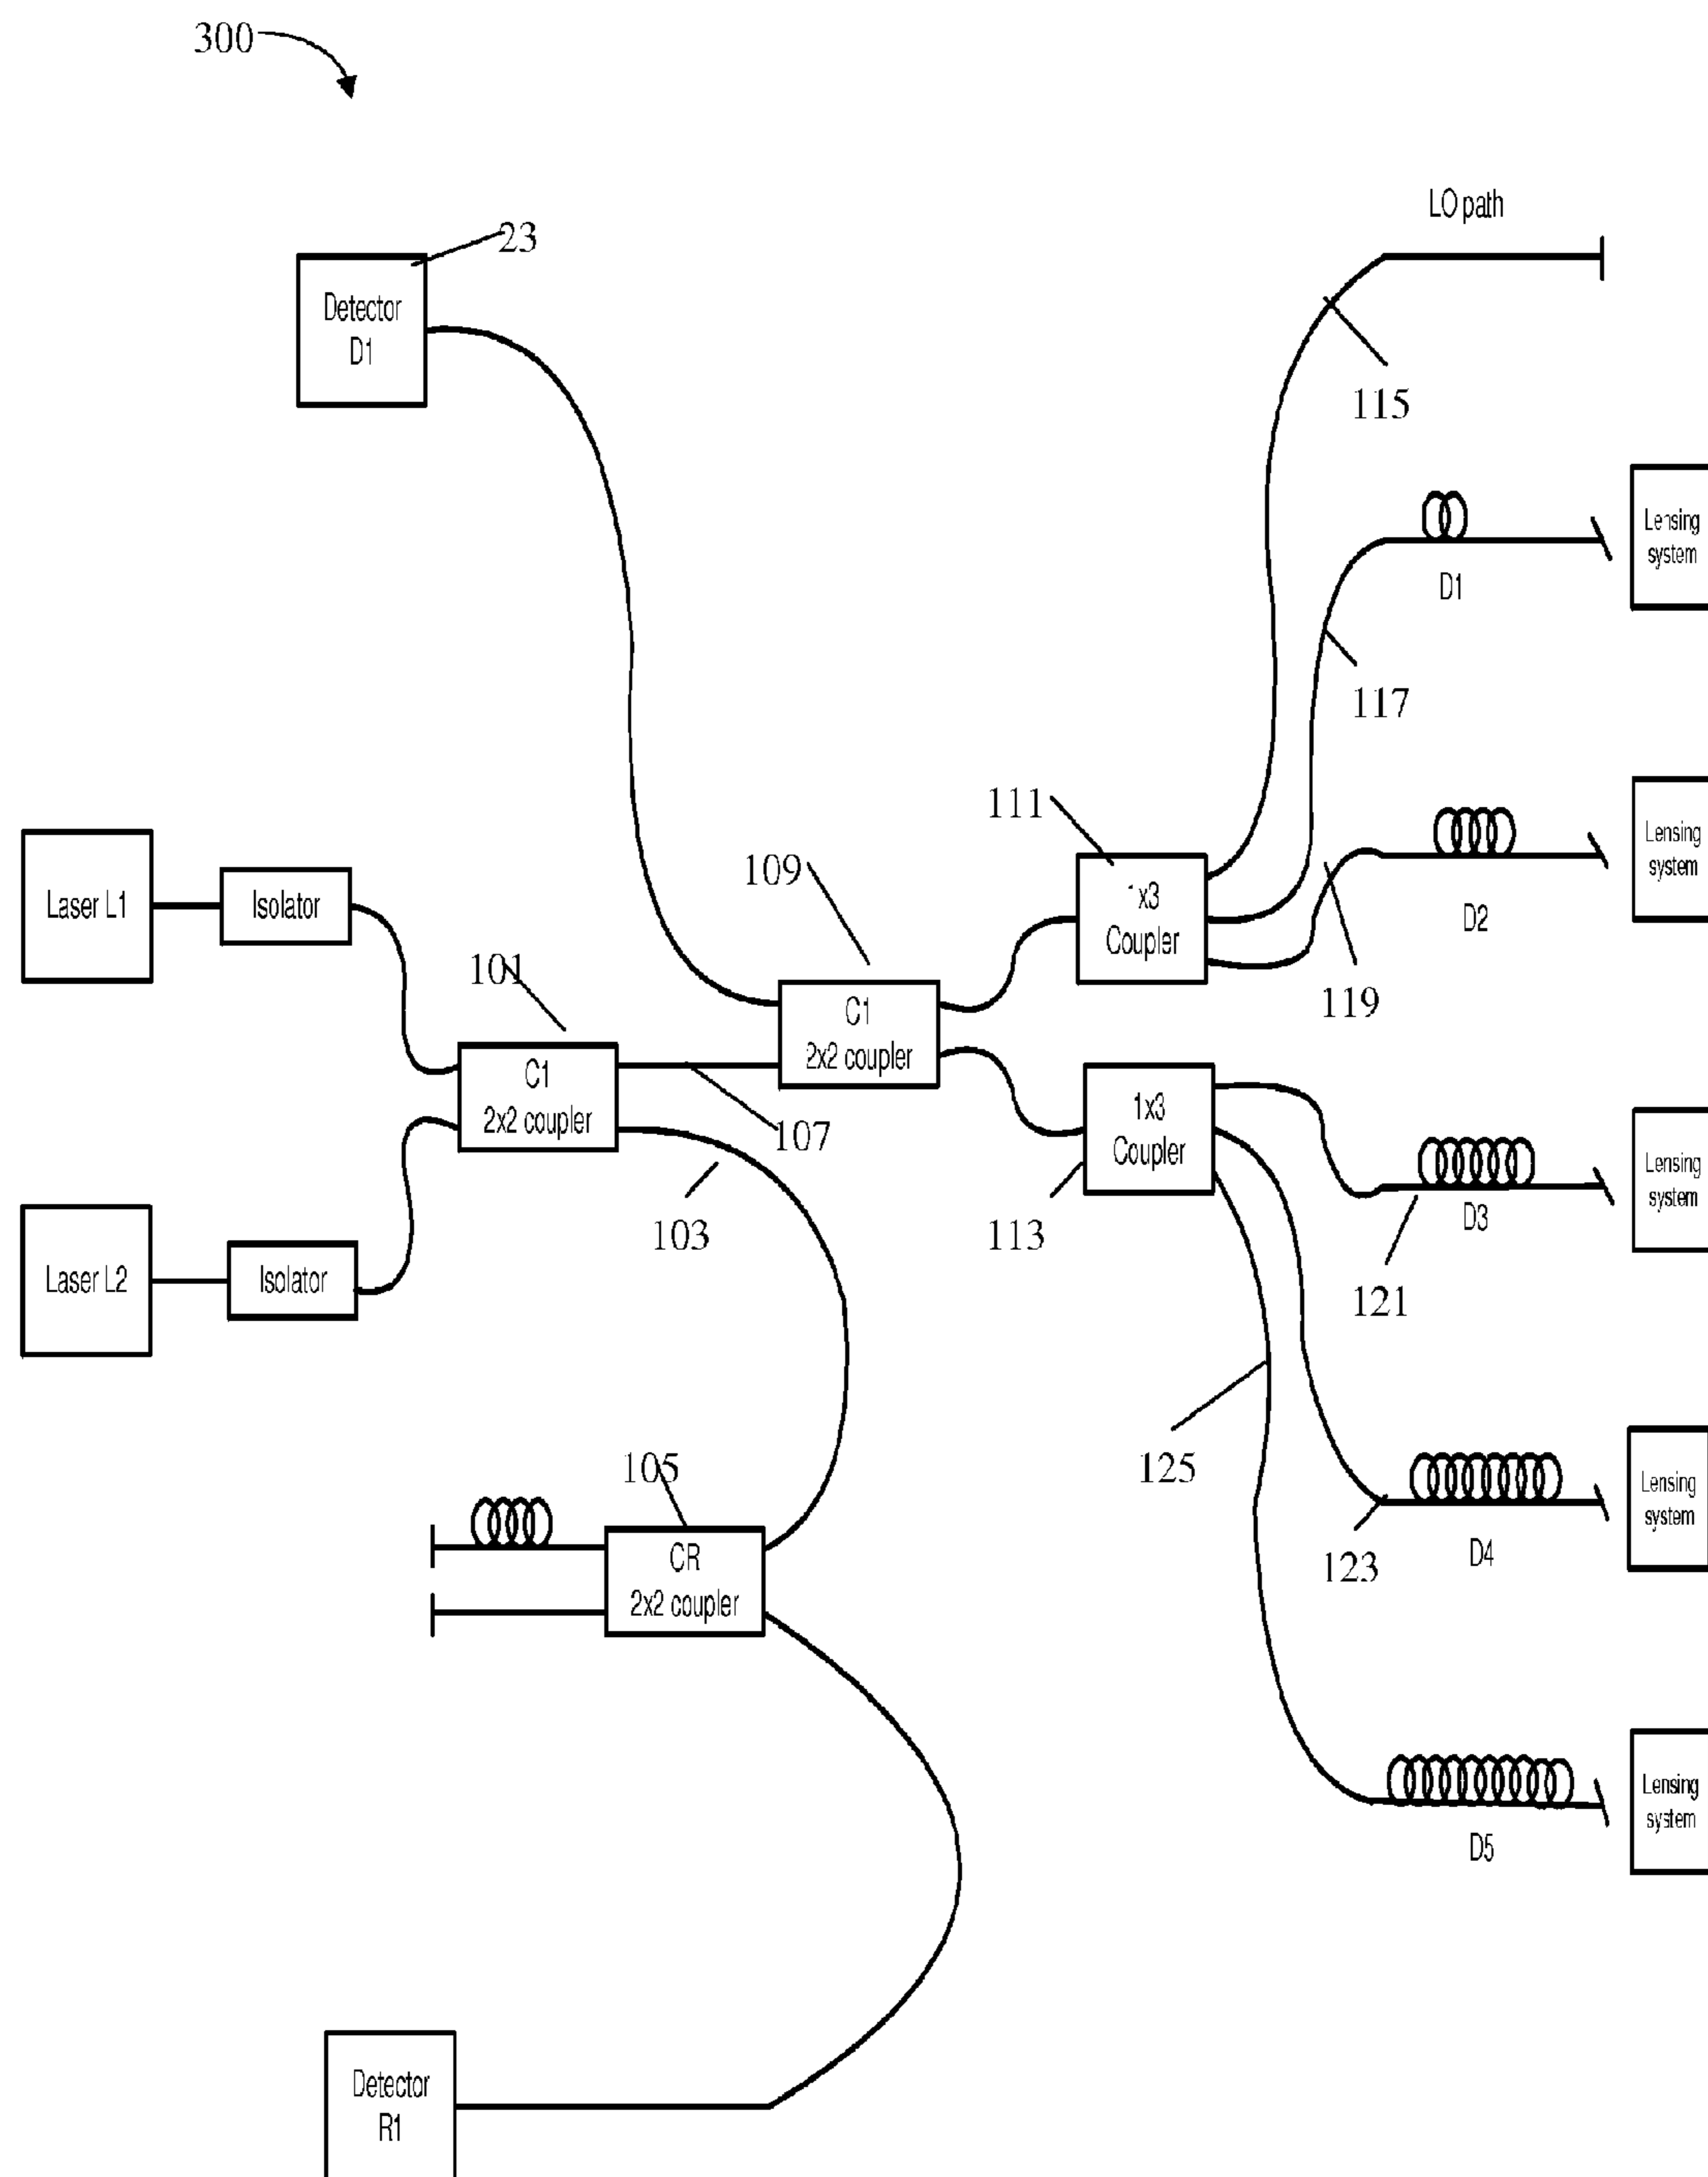 300
LO path
23
Detector
D1
115
Lensing
system
D1
117
111
Lensing
system
109
1x3
Coupler
D2
Laser L1
Isolator
101
119
C1
2x2 coupler
C1
2x2 coupler
107
1x3
Coupler
Lensing
system
103
113
D3
Laser L2
Isolator
121
125
105
Lensing
system
CR
2x2 coupler
123
D4
Lensing
system
D5
Detector
R1